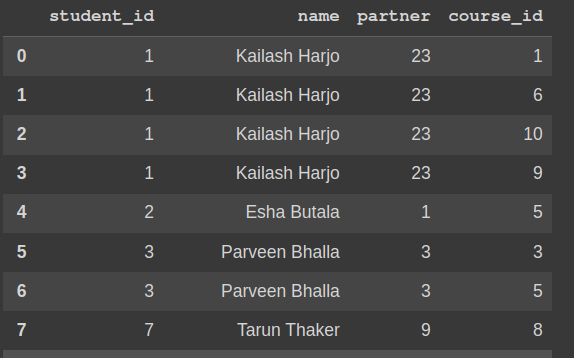 student_id name partner course_id
0 1 Kailash Harjo 23 1
1 1 Kailash Harjo 23 6
2 1 Kailash Harjo 23 10
3 1 Kailash Harjo 23 9
4 2 Esha Butala 1 5
5 3 Parveen Bhalla 3 3
6 3 Parveen Bhalla 3 5
7 7 Tarun Thaker 9 8